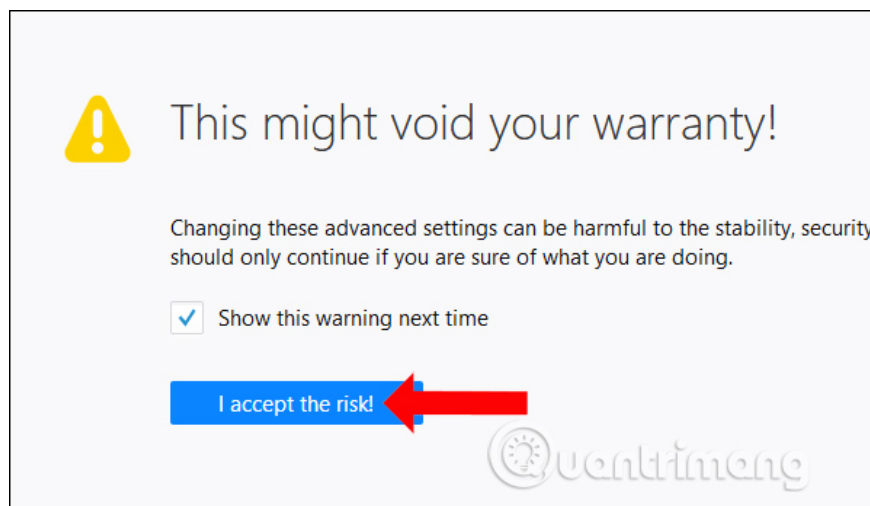 This might void your warranty!
Changing these advanced settings can be harmful to the stability, security
should only continue if you are sure of what you are doing.
Show this warning next time
I accept the risk!
Quantrimang